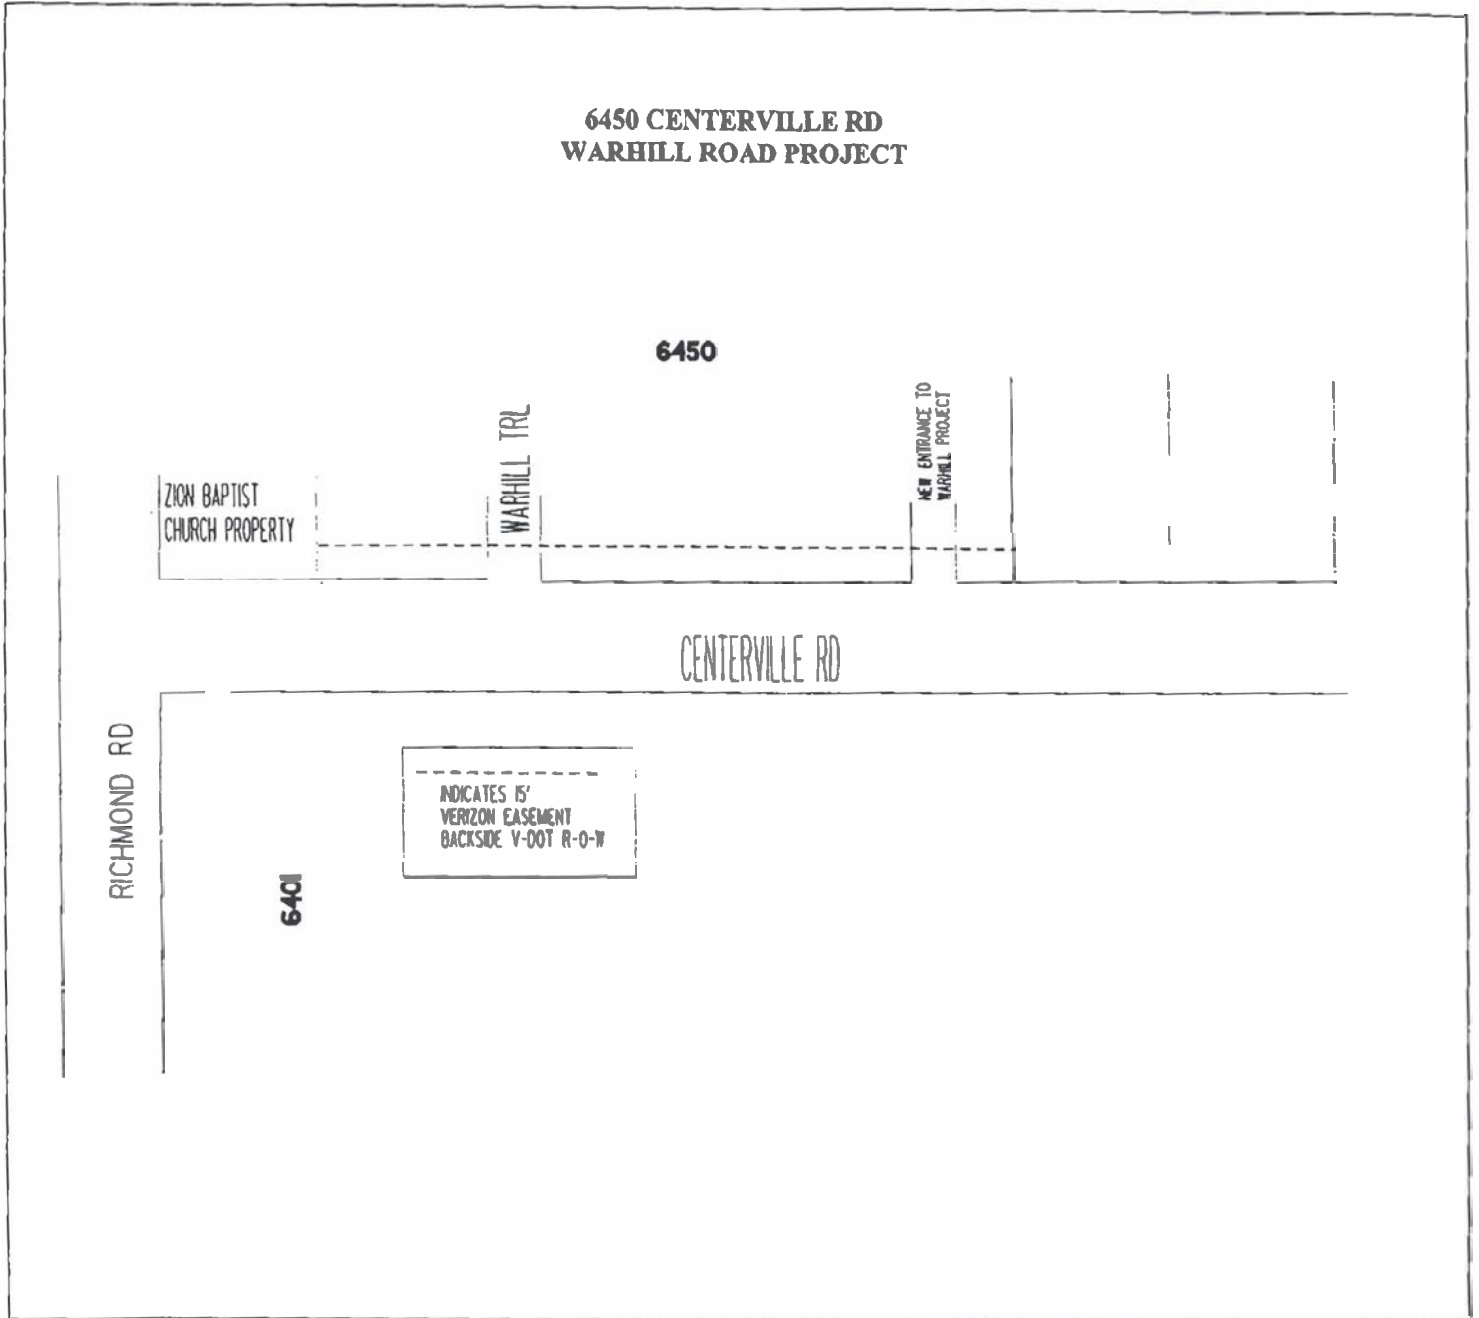 6450 CENTERVILLE RD
WARHILL ROAD PROJECT
6450
NEW ENTRANCE TO
WARHILL PROJECT
WARHILL TRL
ZION BAPTIST
CHURCH PROPERTY
CENTERVILLE RD
RICHMOND RD
INDICATES 15'
VERIZON EASEMENT
BACKSIDE V-DOT R-O-W
6401